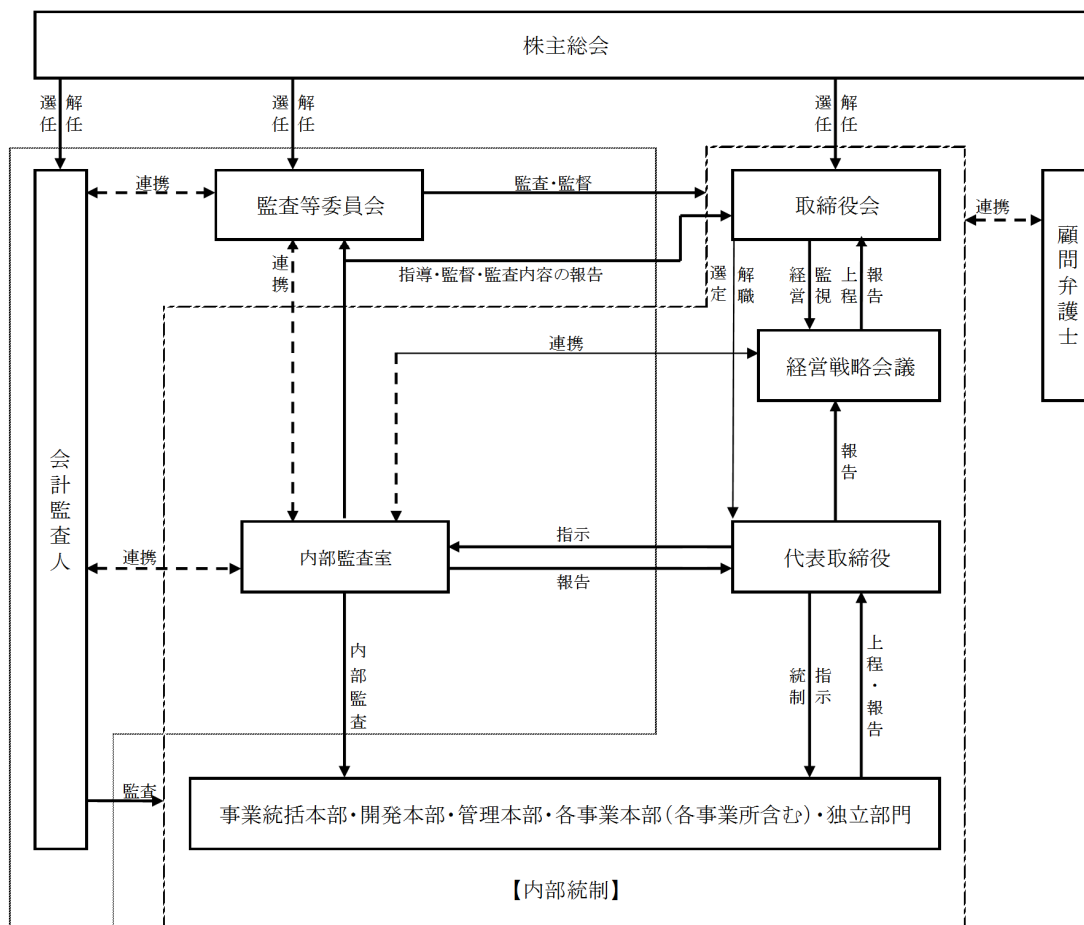 株主総会
選任
解任
選任
解任
選任
解任
連携
監査等委員会
監査・監督
取締役会
連携
顧問弁護士
連携
指導・監督・監査内容の報告
選定
解職
経営
監視
上程
報告
連携
経営戦略会議
報告
会計監査人
連携
内部監査室
指示
報告
代表取締役
内部監査
統制
指示
上程・報告
監査
事業統括本部・開発本部・管理本部・各事業本部(各事業所含む)・独立部門
【内部統制】